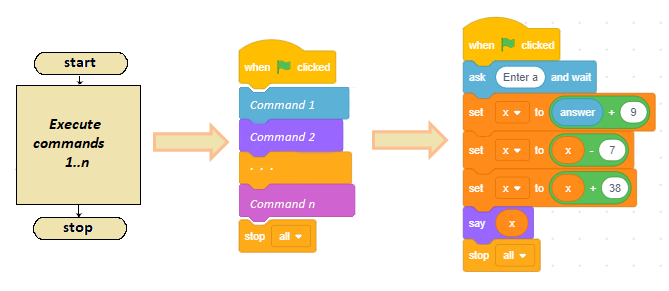 start
Execute
commands
1..n
stop
when clicked
Command 1
Command 2
. . .
Command n
stop all
when clicked
ask Enter a and wait
set x to answer + 9
set x to x - 7
set x to x + 38
say x
stop all